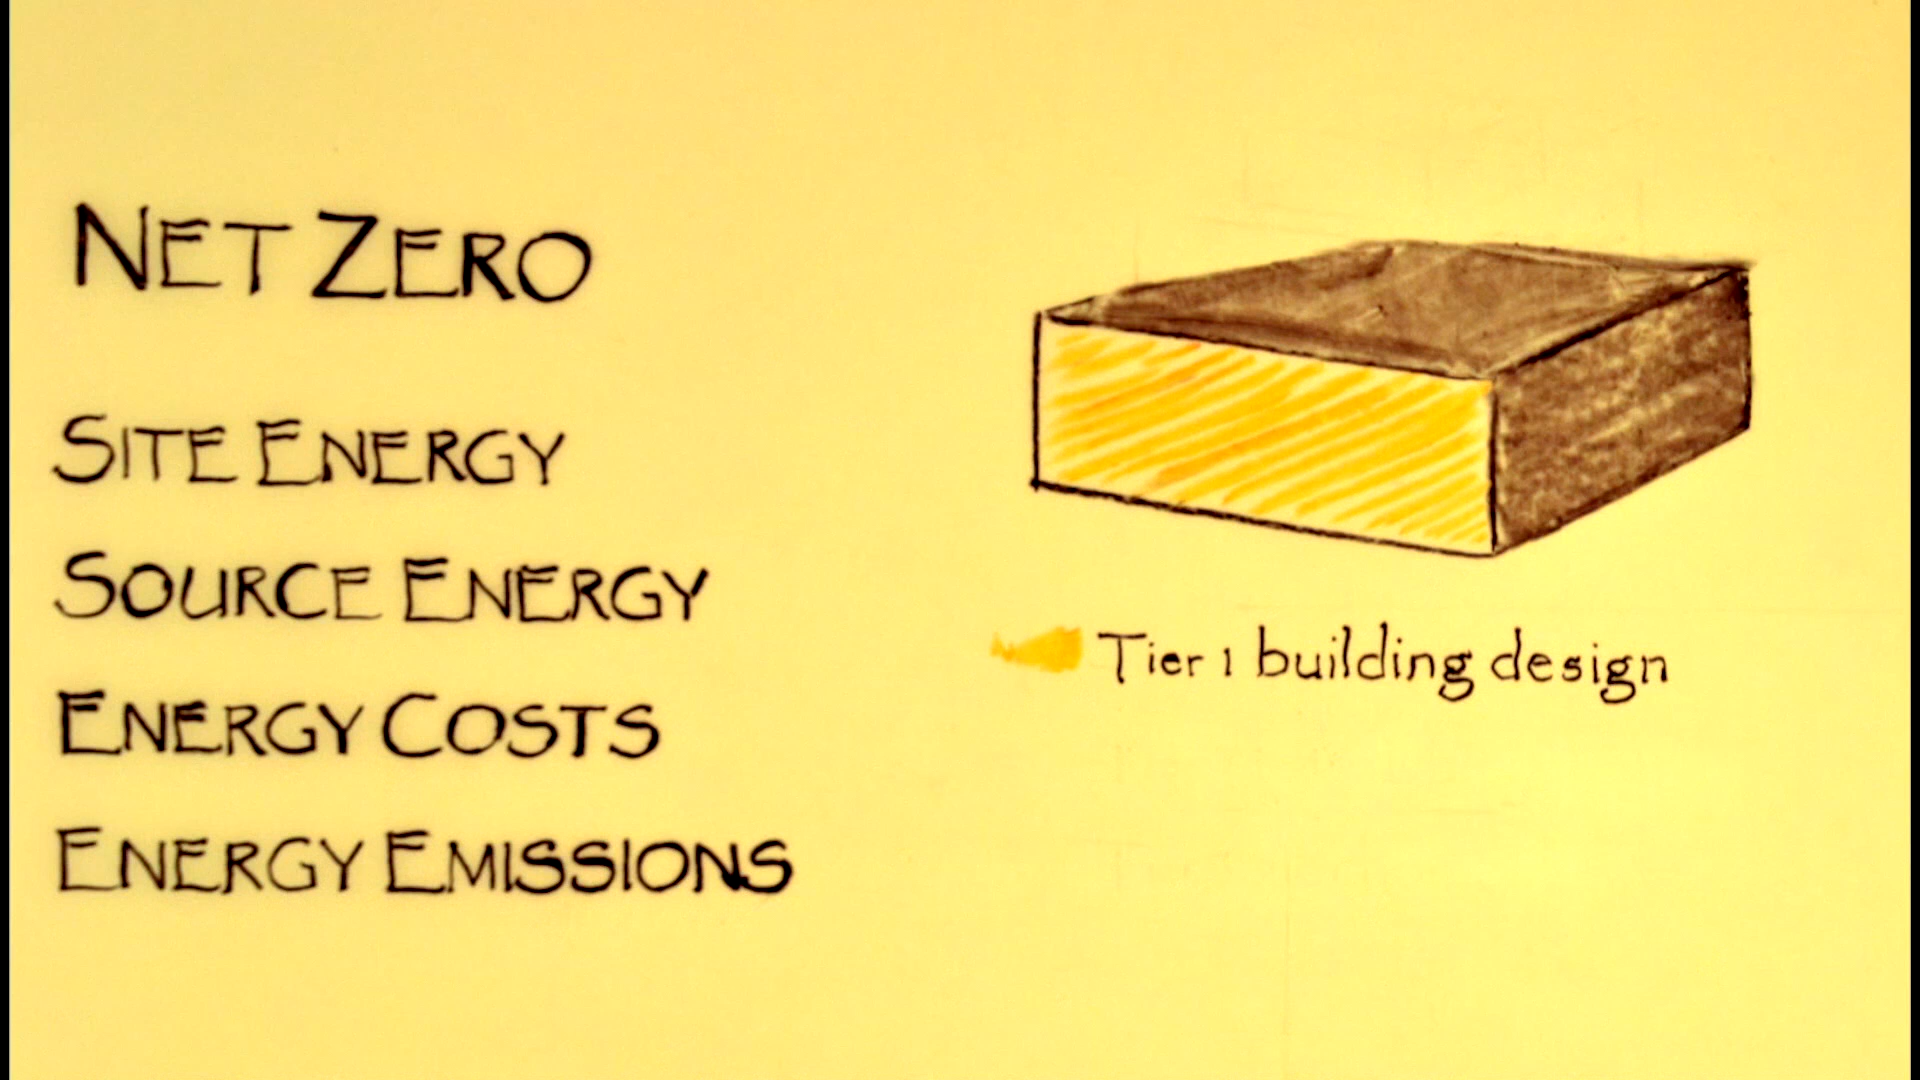 NET ZERO
SITE ENERGY
SOURCE ENERGY
ENERGY COSTS
ENERGY EMISSIONS
Tier 1 building design